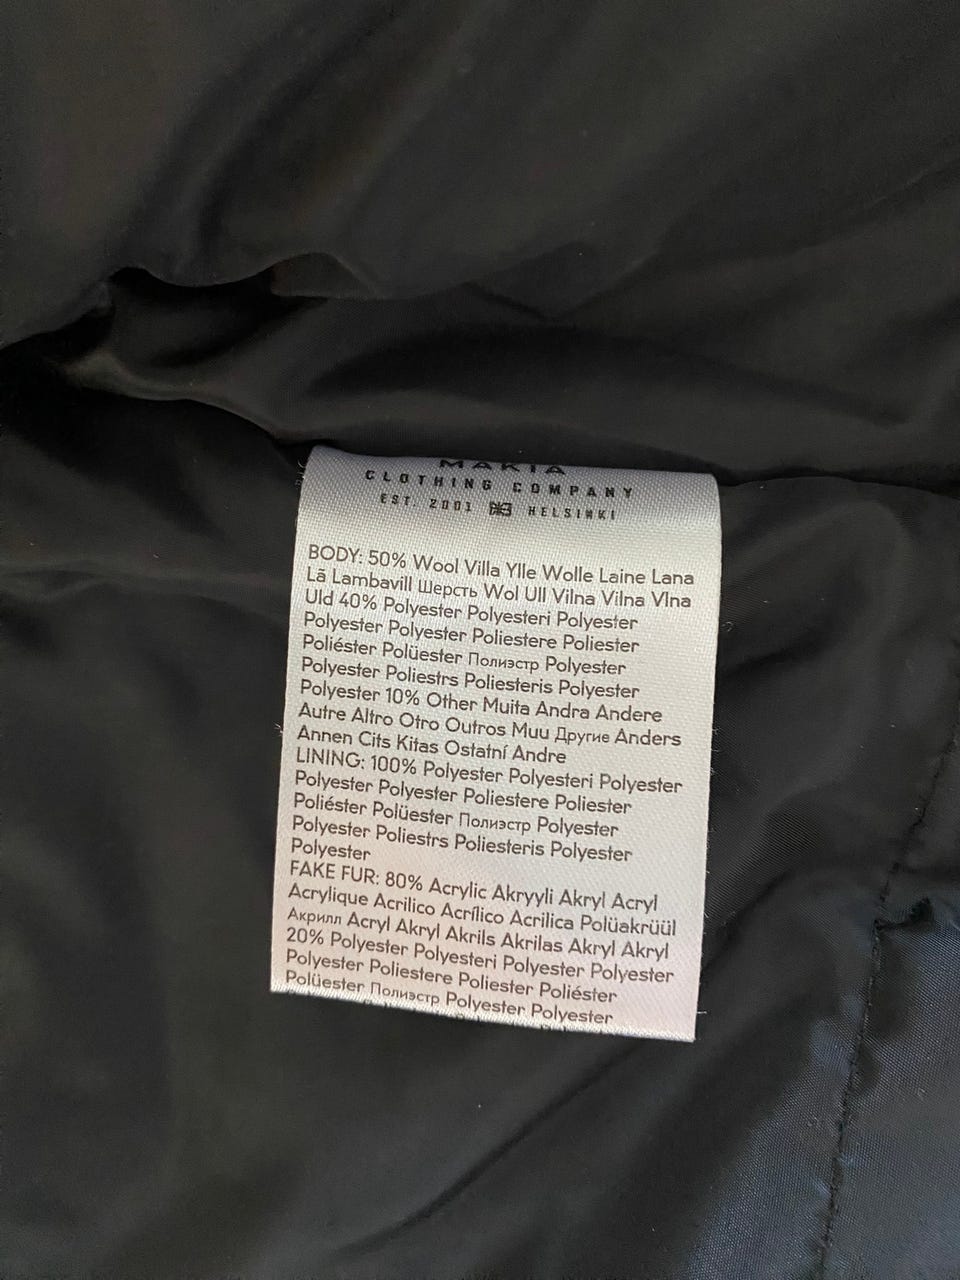 MAKIA
CLOTHING COMPANY
EST. 2001 HELSINKI
BODY: 50% Wool Villa Ylle Wolle Laine Lana
Lã Lambavill Шерсть Wol Ull Vilna Vilna Vlna
Uld 40% Polyester Polyesteri Polyester
Polyester Polyester Poliestere Poliester
Poliéster Polüester Полиэстр Polyester
Polyester Poliestrs Poliesteris Polyester
Polyester 10% Other Muita Andra Andere
Autre Altro Otro Outros Muu Другие Anders
Annen Cits Kitas Ostatní Andre
LINING: 100% Polyester Polyesteri Polyester
Polyester Polyester Poliestere Poliester
Poliéster Polüester Полиэстр Polyester
Polyester Poliestrs Poliesteris Polyester
Polyester
FAKE FUR: 80% Acrylic Akryyli Akryl Acryl
Acrylique Acrilico Acrílico Acrilica Polüakrüül
Акрилл Acryl Akryl Akrils Akrilas Akryl Akryl
20% Polyester Polyesteri Polyester Polyester
Polyester Poliestere Poliester Poliéster
Polüester Полиэстр Polyester Polyester